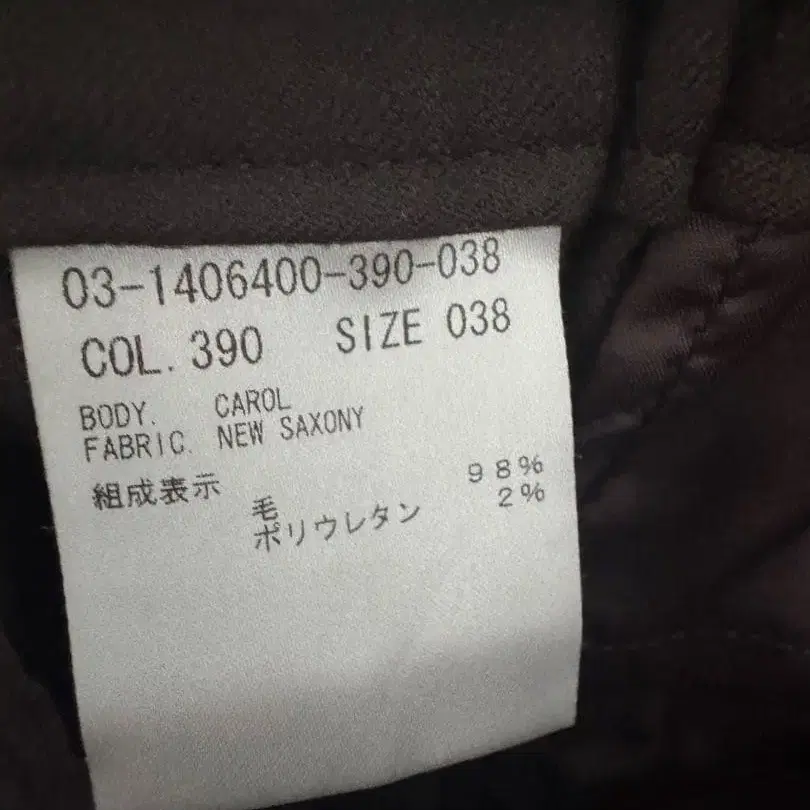 03-1406400-390-038
COL. 390 SIZE 038
BODY. CAROL
FABRIC. NEW SAXONY
組成表示
毛 98%
ポリウレタン 2%